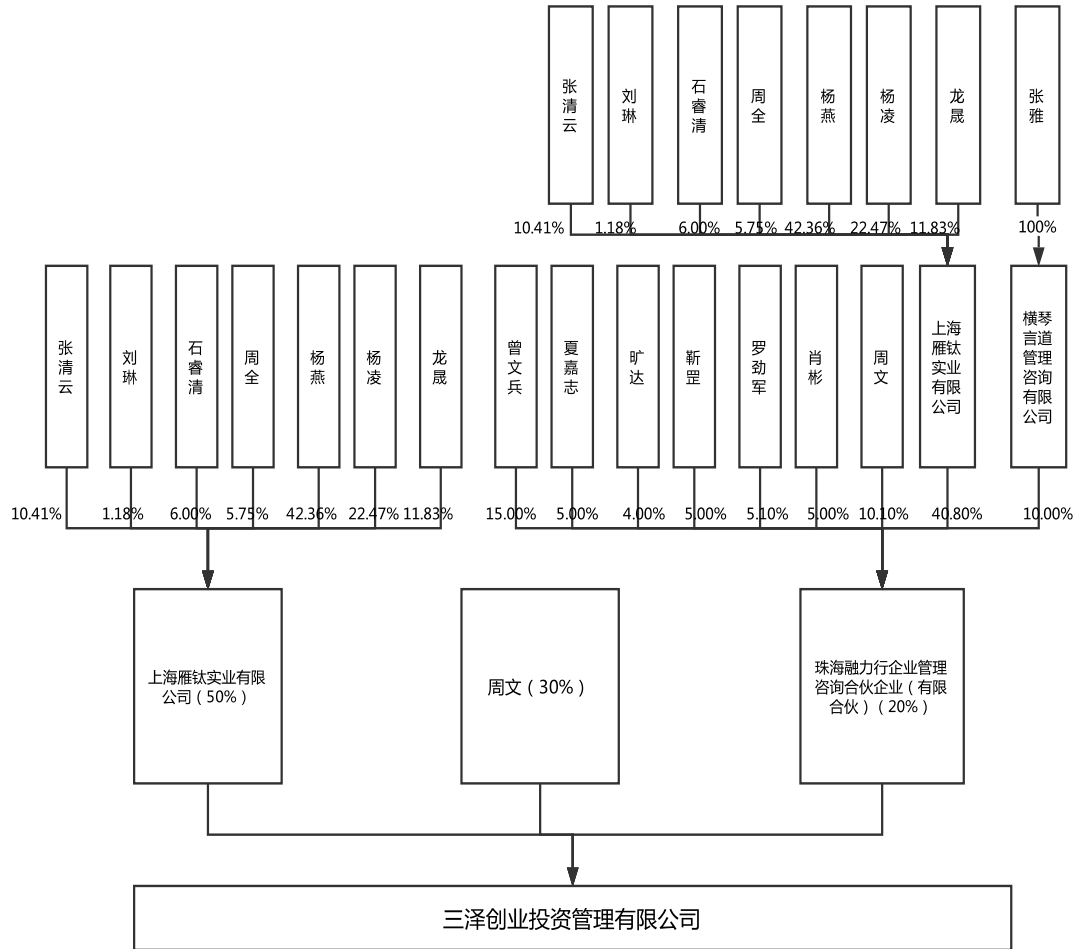 张清云
刘琳
石睿清
周全
杨燕
杨凌
龙晟
张雅
10.41%
1.18%
6.00%
5.75%
42.36%
22.47%
11.83%
100%
张清云
刘琳
石睿清
周全
杨燕
杨凌
龙晟
曾文兵
夏嘉志
旷达
靳罡
罗劲军
肖彬
周文
上海
雁钛
实业
有限
公司
横琴
言道
管理
咨询
有限
公司
10.41%
1.18%
6.00%
5.75%
42.36%
22.47%
11.83%
15.00%
5.00%
4.00%
5.00%
5.10%
5.00%
10.10%
40.80%
10.00%
上海雁钛实业有限
公司（50%）
周文（30%）
珠海融力行企业管理
咨询合伙企业（有限
合伙）（20%）
三泽创业投资管理有限公司